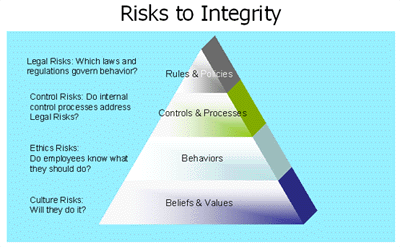 Risks to Integrity
Legal Risks: Which laws and
regulations govern behavior?
Rules & Policies
Control Risks: Do internal
control processes address
Legal Risks?
Controls & Processes
Ethics Risks:
Do employees know what
they should do?
Behaviors
Culture Risks:
Will they do it?
Beliefs & Values